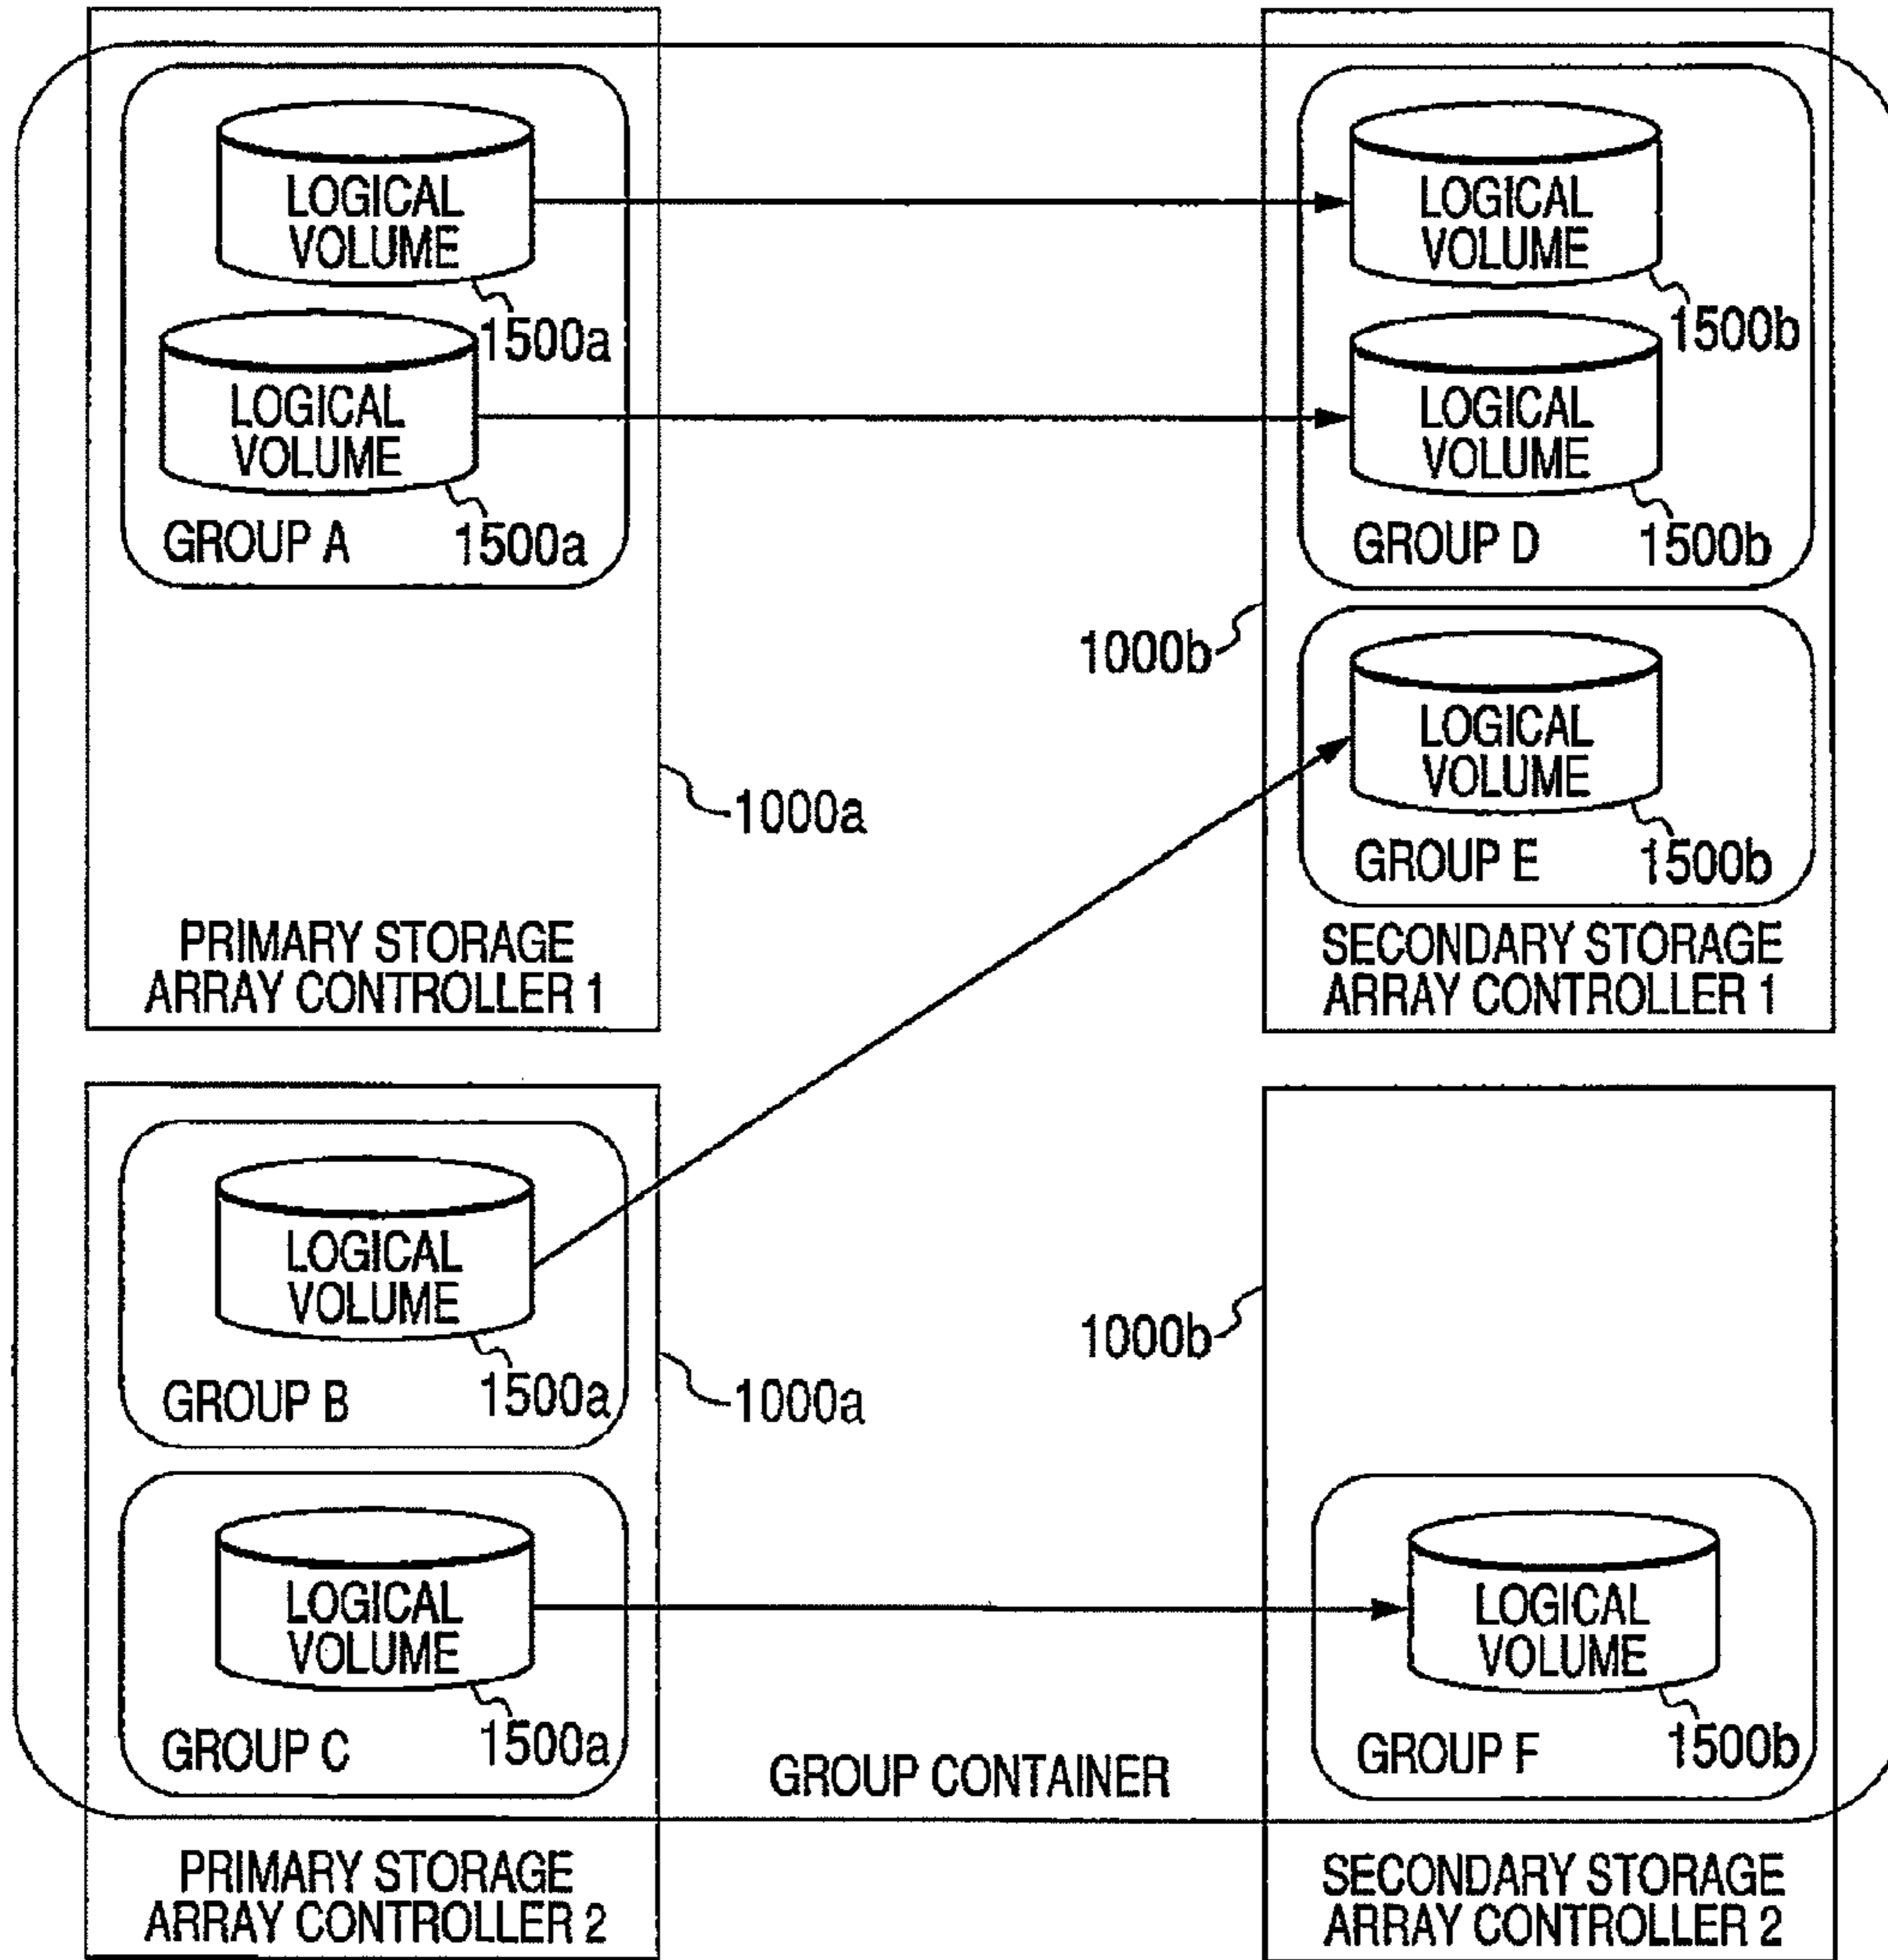 LOGICAL
VOLUME
1500a
LOGICAL
VOLUME
GROUP A
1500a
1000a
PRIMARY STORAGE
ARRAY CONTROLLER 1
LOGICAL
VOLUME
1500b
LOGICAL
VOLUME
GROUP D
1500b
1000b
LOGICAL
VOLUME
GROUP E
1500b
SECONDARY STORAGE
ARRAY CONTROLLER 1
LOGICAL
VOLUME
GROUP B
1500a
1000a
LOGICAL
VOLUME
GROUP C
1500a
PRIMARY STORAGE
ARRAY CONTROLLER 2
GROUP CONTAINER
1000b
LOGICAL
VOLUME
GROUP F
1500b
SECONDARY STORAGE
ARRAY CONTROLLER 2